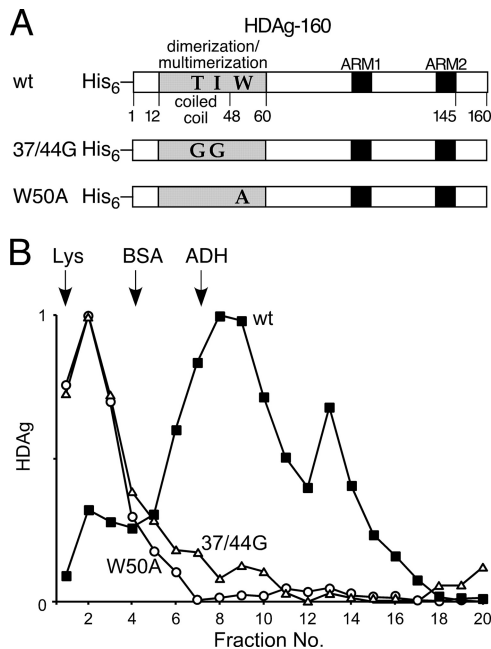 A
HDAg-160
dimerization/
multimerization
ARM1
ARM2
wt
His6
T I W
coiled
coil
1
12
48
60
145
160
37/44G
His6
G G
W50A
His6
A
B
Lys
BSA
ADH
1
wt
HDAg
37/44G
W50A
0
2 4 6 8 10 12 14 16 18 20
Fraction No.